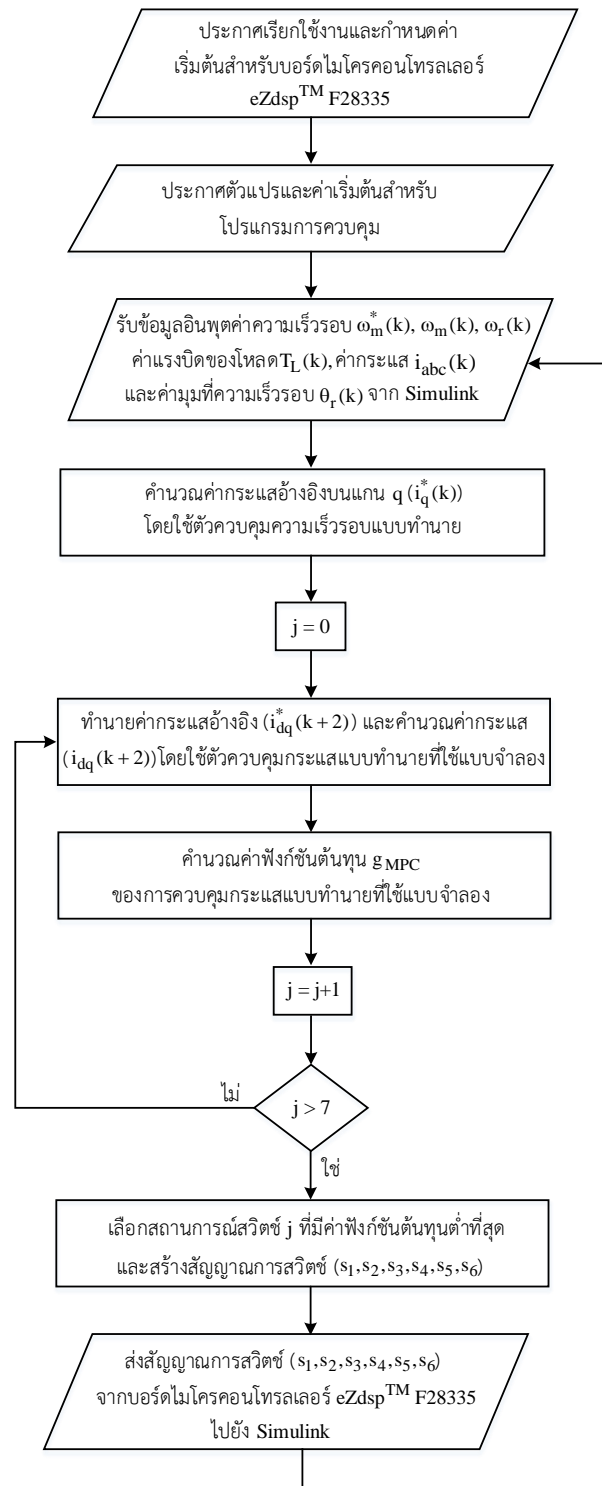 ประกาศเรียกใช้งานและกำหนดค่า
เริ่มต้นสำหรับบอร์ดไมโครคอนโทรลเลอร์
eZdsp™ F28335
ประกาศตัวแปรและค่าเริ่มต้นสำหรับ
โปรแกรมการควบคุม
รับข้อมูลอินพุตค่าความเร็วรอบ ω*m(k), ωm(k), ωr(k)
ค่าแรงบิดของโหลดTL(k), ค่ากระแส iabc(k)
และค่ามุมที่ความเร็วรอบ θr(k) จาก Simulink
คำนวณค่ากระแสอ้างอิงบนแกน q (i*q(k))
โดยใช้ตัวควบคุมความเร็วรอบแบบทำนาย
j = 0
ทำนายค่ากระแสอ้างอิง (i*dq(k+2)) และคำนวณค่ากระแส
(idq(k+2))โดยใช้ตัวควบคุมกระแสแบบทำนายที่ใช้แบบจำลอง
คำนวณค่าฟังก์ชันต้นทุน gMPC
ของการควบคุมกระแสแบบทำนายที่ใช้แบบจำลอง
j = j+1
ไม่
j > 7
ใช่
เลือกสถานการณ์สวิตช์ j ที่มีค่าฟังก์ชันต้นทุนต่ำที่สุด
และสร้างสัญญาณการสวิตช์ (s1,s2,s3,s4,s5,s6)
ส่งสัญญาณการสวิตช์ (s1,s2,s3,s4,s5,s6)
จากบอร์ดไมโครคอนโทรลเลอร์ eZdsp™ F28335
ไปยัง Simulink